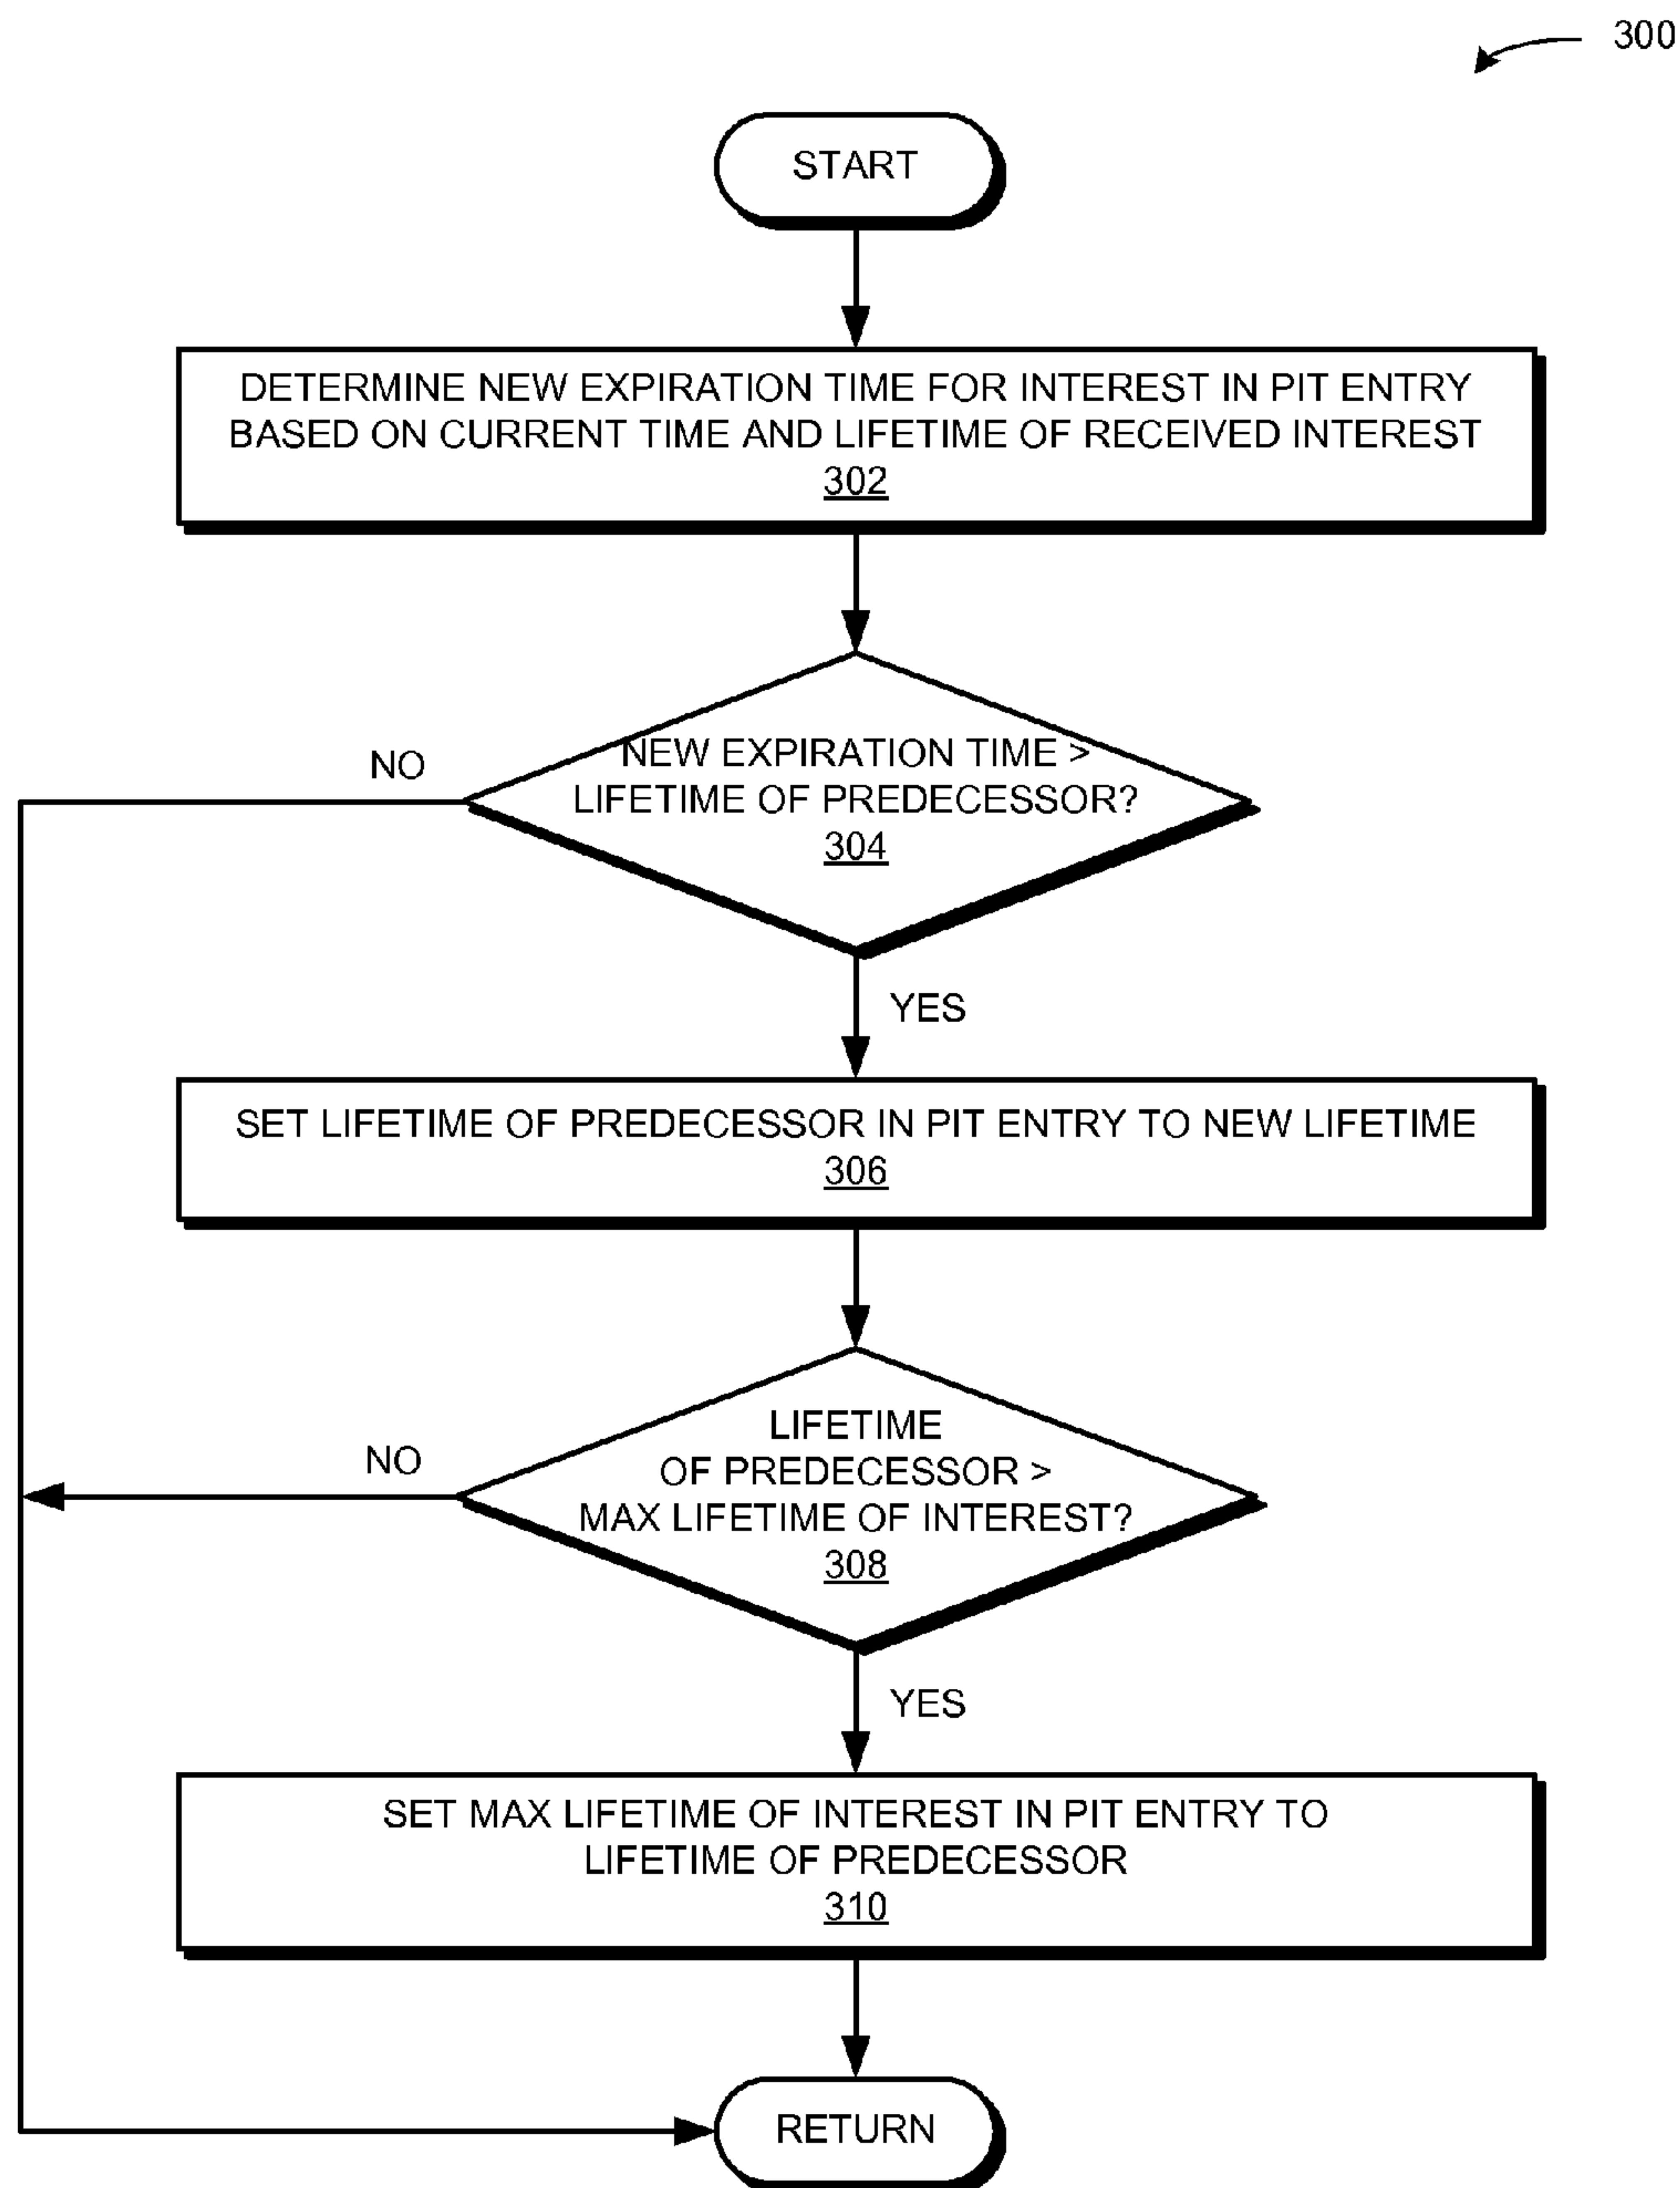 300
START
DETERMINE NEW EXPIRATION TIME FOR INTEREST IN PIT ENTRY
BASED ON CURRENT TIME AND LIFETIME OF RECEIVED INTEREST
302
NEW EXPIRATION TIME >
LIFETIME OF PREDECESSOR?
304
NO
YES
SET LIFETIME OF PREDECESSOR IN PIT ENTRY TO NEW LIFETIME
306
LIFETIME
OF PREDECESSOR >
MAX LIFETIME OF INTEREST?
308
NO
YES
SET MAX LIFETIME OF INTEREST IN PIT ENTRY TO
LIFETIME OF PREDECESSOR
310
RETURN